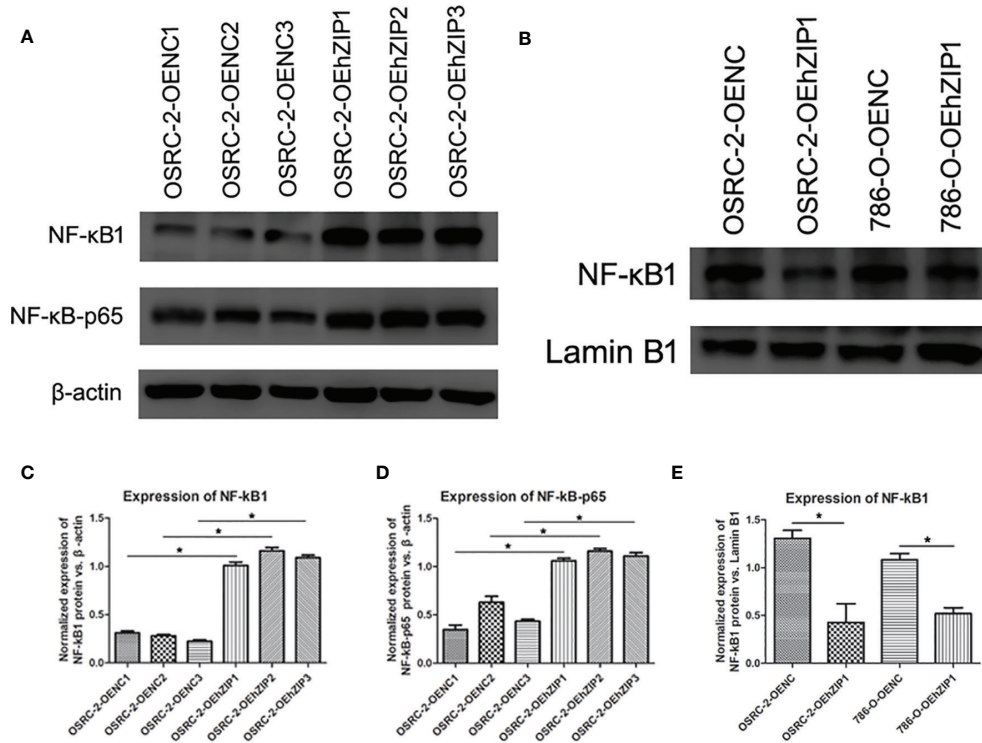 A
OSRC-2-OENC1
OSRC-2-OENC2
OSRC-2-OENC3
OSRC-2-OEhZIP1
OSRC-2-OEhZIP2
OSRC-2-OEhZIP3
NF-κB1
NF-κB-p65
β-actin
B
OSRC-2-OENC
OSRC-2-OEhZIP1
786-O-OENC
786-O-OEhZIP1
NF-κB1
Lamin B1
C
Expression of NF-kB1
Normalized expression of
NF-kB1 protein vs. β -actin
1.5
1.0
0.5
0.0
*
*
*
OSRC-2-OENC1
OSRC-2-OENC2
OSRC-2-OENC3
OSRC-2-OEhZIP1
OSRC-2-OEhZIP2
OSRC-2-OEhZIP3
D
Expression of NF-kB-p65
Normalized expression of
NF-kB-p65 protein vs. β -actin
1.5
1.0
0.5
0.0
*
*
*
OSRC-2-OENC1
OSRC-2-OENC2
OSRC-2-OENC3
OSRC-2-OEhZIP1
OSRC-2-OEhZIP2
OSRC-2-OEhZIP3
E
Expression of NF-kB1
Normalized expression of
NF-kB1 protein vs. Lamin B1
1.5
1.0
0.5
0.0
*
*
OSRC-2-OENC
OSRC-2-OEhZIP1
786-O-OENC
786-O-OEhZIP1